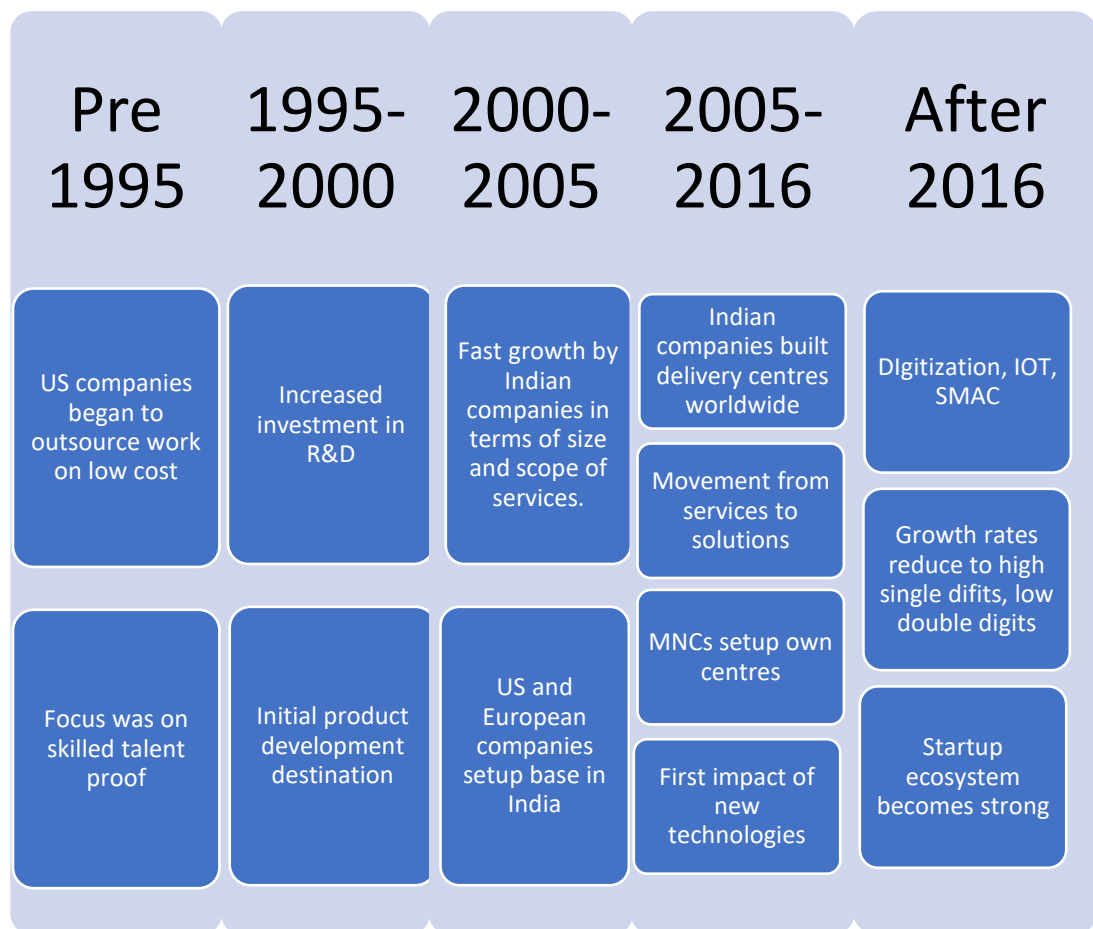 Pre
1995
US companies
began to
outsource work
on low cost
Focus was on
skilled talent
proof
1995-
2000
Increased
investment in
R&D
Initial product
development
destination
2000-
2005
Fast growth by
Indian
companies in
terms of size
and scope of
services.
US and
European
companies
setup base in
India
2005-
2016
Indian
companies built
delivery centres
worldwide
Movement from
services to
solutions
MNCs setup own
centres
First impact of
new
technologies
After
2016
DIgitization, IOT,
SMAC
Growth rates
reduce to high
single difits, low
double digits
Startup
ecosystem
becomes strong